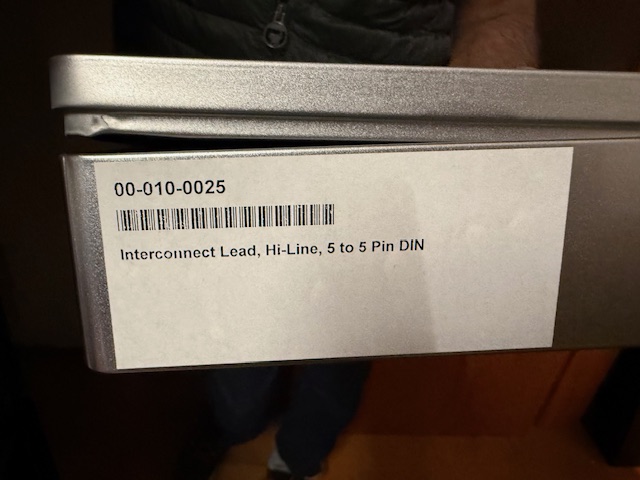 00-010-0025
Interconnect Lead, Hi-Line, 5 to 5 Pin DIN